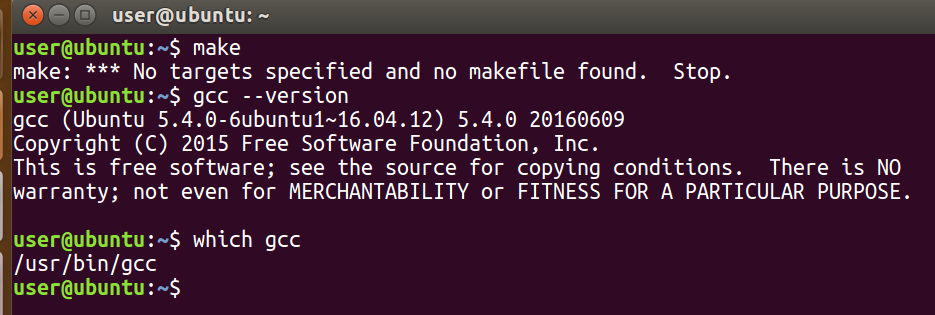 user@ubuntu: ~
user@ubuntu:~$ make
make: *** No targets specified and no makefile found.  Stop.
user@ubuntu:~$ gcc --version
gcc (Ubuntu 5.4.0-6ubuntu1~16.04.12) 5.4.0 20160609
Copyright (C) 2015 Free Software Foundation, Inc.
This is free software; see the source for copying conditions.  There is NO
warranty; not even for MERCHANTABILITY or FITNESS FOR A PARTICULAR PURPOSE.
user@ubuntu:~$ which gcc
/usr/bin/gcc
user@ubuntu:~$